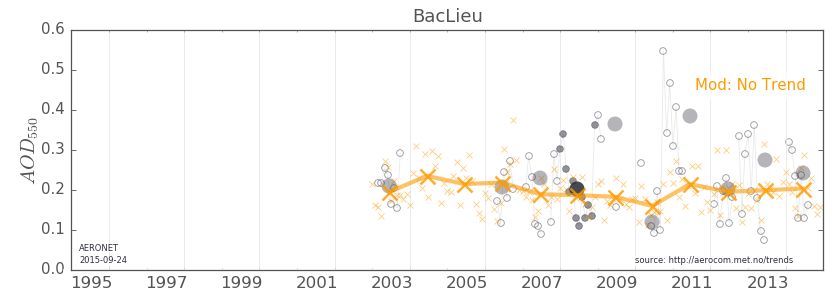 BacLieu
0.6
0.5
0.4
0.3
0.2
0.1
0.0
AOD550
Mod: No Trend
AERONET
2015-09-24
source: http://aerocom.met.no/trends
1995 1997 1999 2001 2003 2005 2007 2009 2011 2013